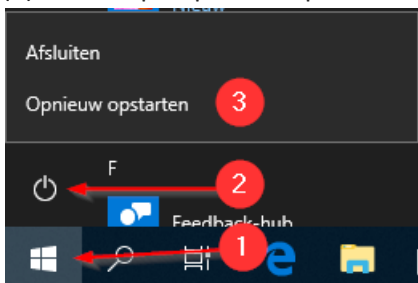 Afsluiten
Opnieuw opstarten 3
F
2
Feedback-hub
1